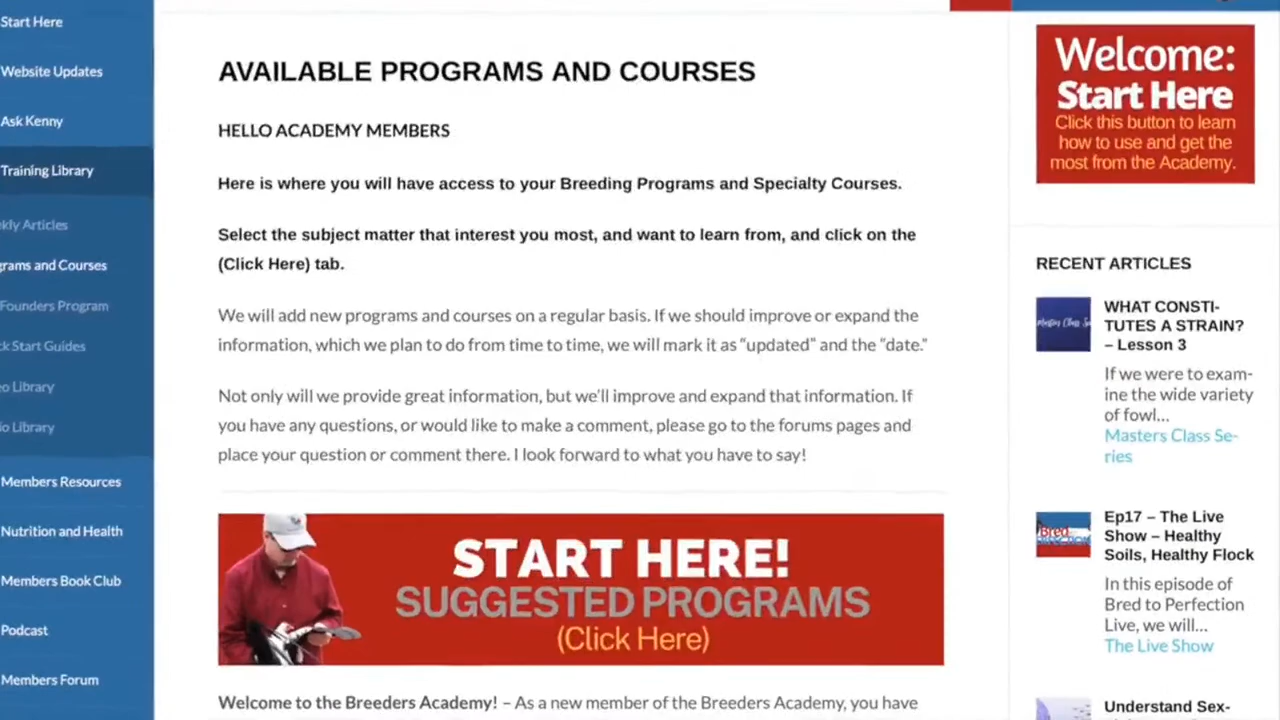 Start Here
Website Updates
Ask Kenny
Training Library
kly Articles
grams and Courses
Founders Program
k Start Guides
eo Library
io Library
Members Resources
Nutrition and Health
Members Book Club
Podcast
Members Forum
AVAILABLE PROGRAMS AND COURSES
HELLO ACADEMY MEMBERS
Here is where you will have access to your Breeding Programs and Specialty Courses.
Select the subject matter that interest you most, and want to learn from, and click on the
(Click Here) tab.
We will add new programs and courses on a regular basis. If we should improve or expand the
information, which we plan to do from time to time, we will mark it as “updated” and the “date.”
Not only will we provide great information, but we’ll improve and expand that information. If
you have any questions, or would like to make a comment, please go to the forums pages and
place your question or comment there. I look forward to what you have to say!
START HERE!
SUGGESTED PROGRAMS
(Click Here)
Welcome to the Breeders Academy! – As a new member of the Breeders Academy, you have
Welcome:
Start Here
Click this button to learn
how to use and get the
most from the Academy.
RECENT ARTICLES
WHAT CONSTI-
TUTES A STRAIN?
– Lesson 3
If we were to exam-
ine the wide variety
of fowl...
Masters Class Se-
ries
Ep17 – The Live
Show – Healthy
Soils, Healthy Flock
In this episode of
Bred to Perfection
Live, we will...
The Live Show
Understand Sex-